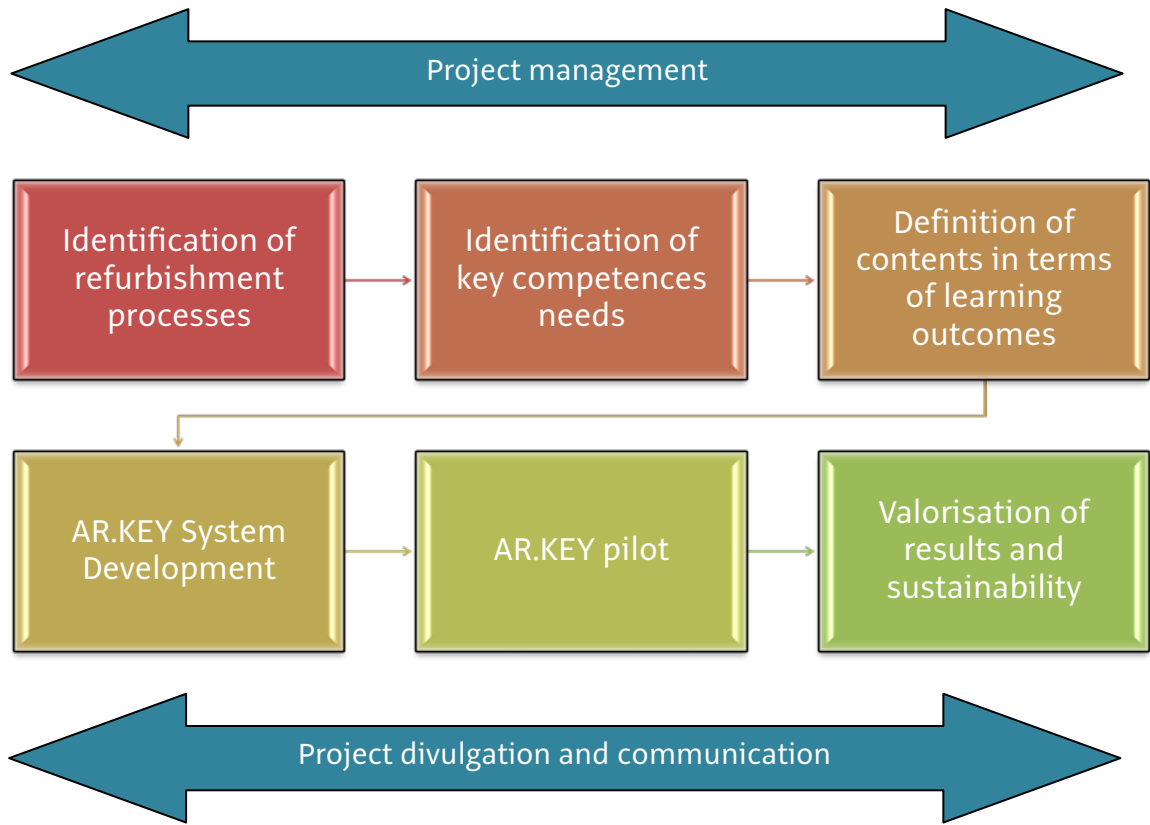 Project management
Identification of
refurbishment
processes
Identification of
key competences
needs
Definition of
contents in terms
of learning
outcomes
AR.KEY System
Development
AR.KEY pilot
Valorisation of
results and
sustainability
Project divulgation and communication